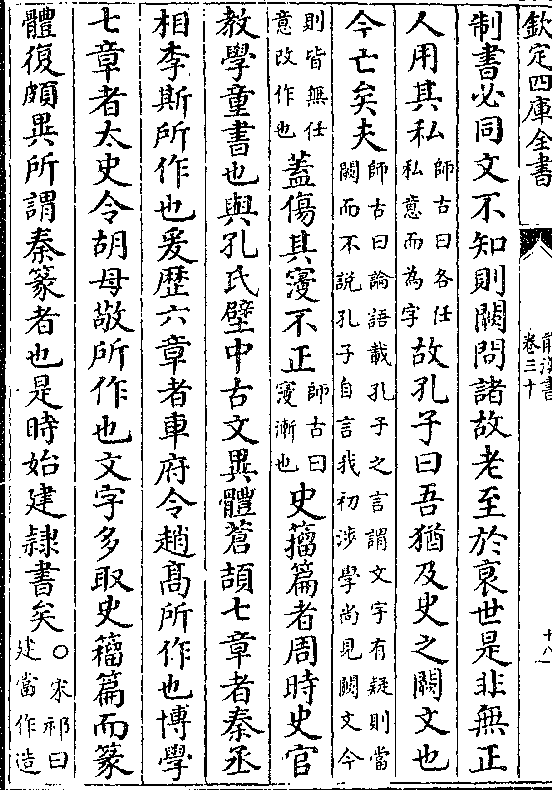 欽定四庫全書
卷三十
制書必同文不知則闕問諸故老至於衰世是非無正
人用其私師古曰各任私意而為字故孔子曰吾猶及史之闕文也
今亡矣夫師古曰論語載孔子之言謂文字有疑則當闕而不說孔子自言我初涉學尚見闕文今
則皆無任意改作也蓋傷其寖不正師古曰寖漸也史籀篇者周時史官
教學童書也與孔氏壁中古文異體蒼頡七章者秦丞
相李斯所作也爰歷六章者車府令趙髙所作也博學
七章者太史令胡母敬所作也文字多取史籀篇而篆
體復頗異所謂秦篆者也是時始建隸書矣○宋祁曰建當作造